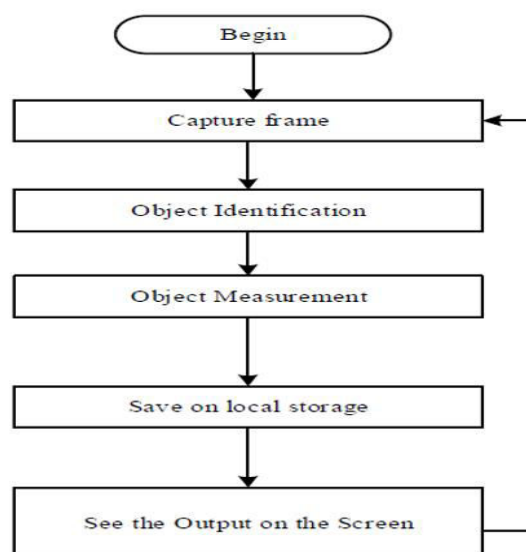 Begin
Capture frame
Object Identification
Object Measurement
Save on local storage
See the Output on the Screen